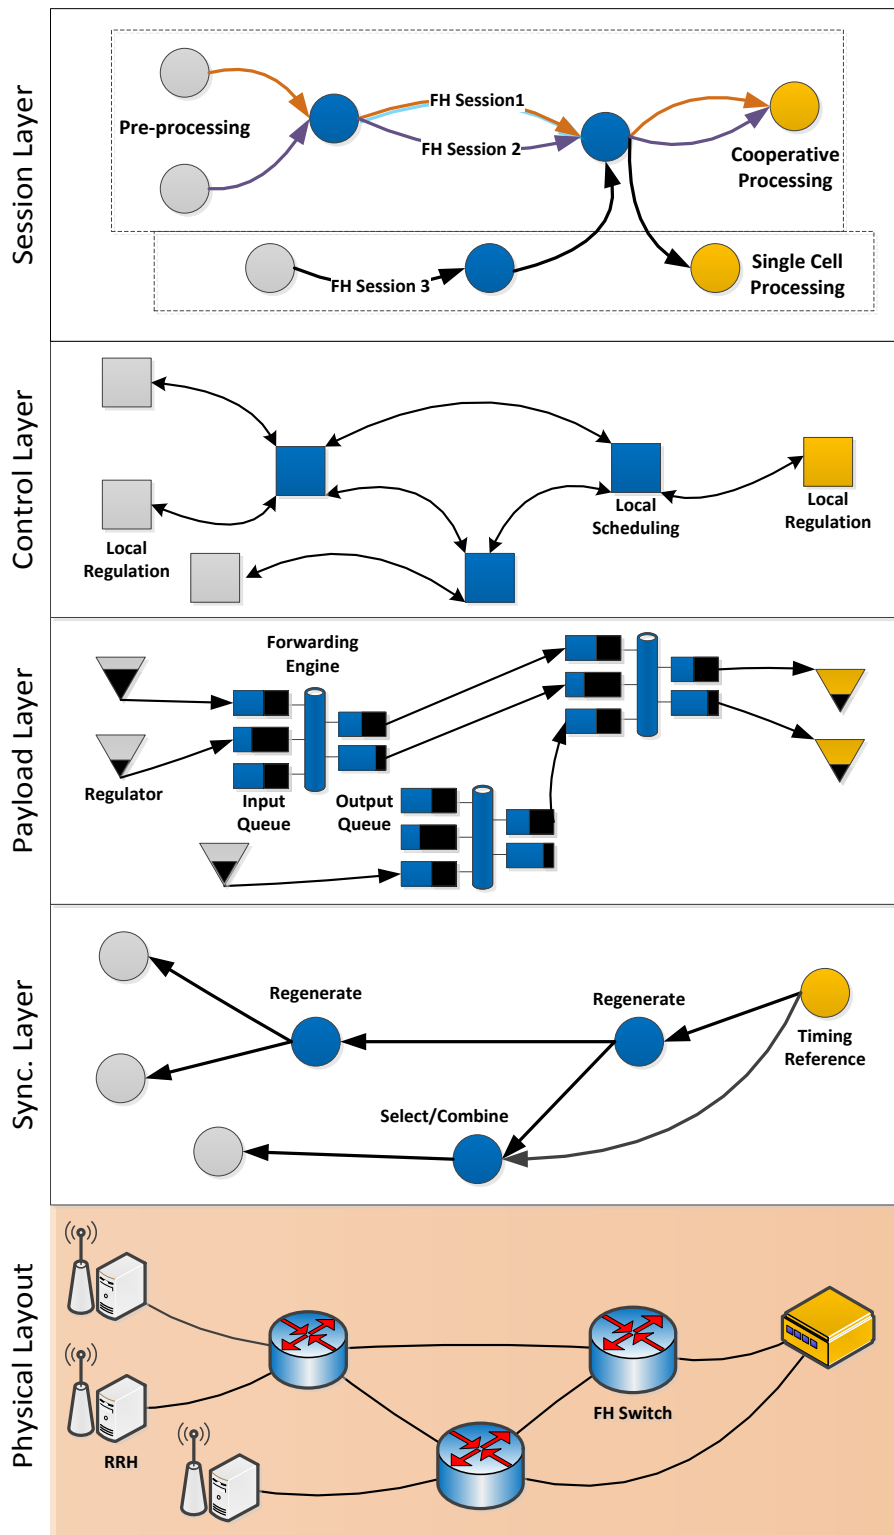 Session Layer
FH Session1
Pre-processing
FH Session 2
Cooperative
Processing
FH Session 3
Single Cell
Processing
Control Layer
Local
Regulation
Local
Scheduling
Local
Regulation
Payload Layer
Forwarding
Engine
Regulator
Input
Queue
Output
Queue
Sync. Layer
Regenerate
Regenerate
Timing
Reference
Select/Combine
Physical Layout
FH Switch
RRH